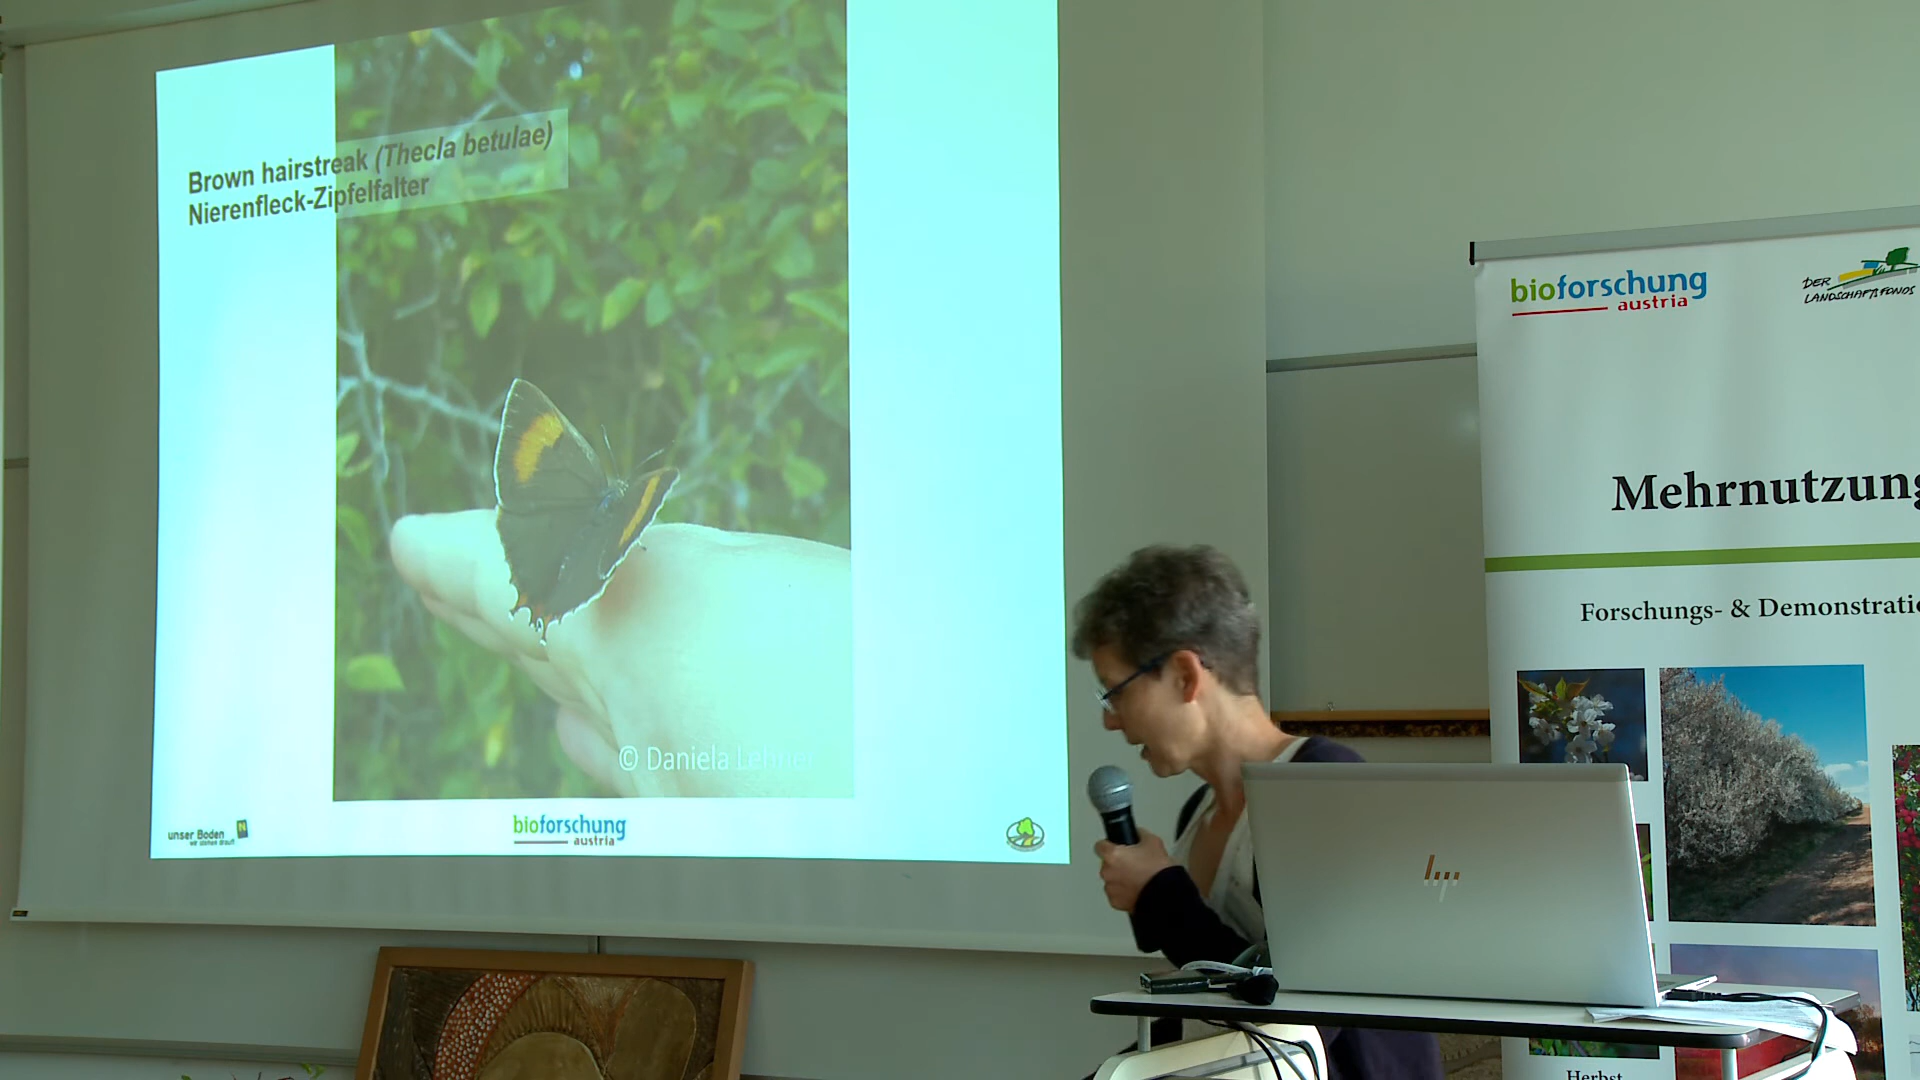 Brown hairstreak (Thecla betulae)
Nierenfleck-Zipfelfalter
© Daniela
unser Boden
bioforschung
austria
bioforschung
austria
DER
LANDSCHAFTSFONDS
Mehrnutzung
Forschungs- & Demonstratio
Herbst
hp